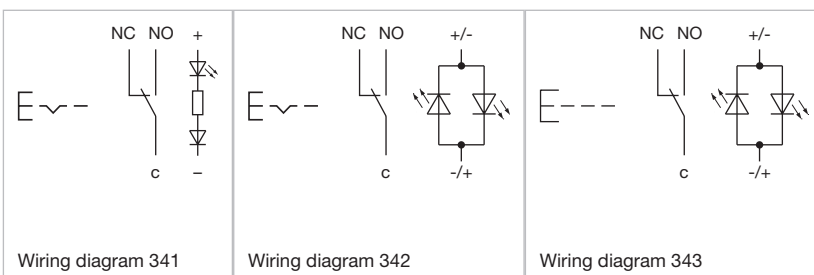 NC NO +
c –
Wiring diagram 341
NC NO +/-
c -/+
Wiring diagram 342
NC NO +/-
c -/+
Wiring diagram 343